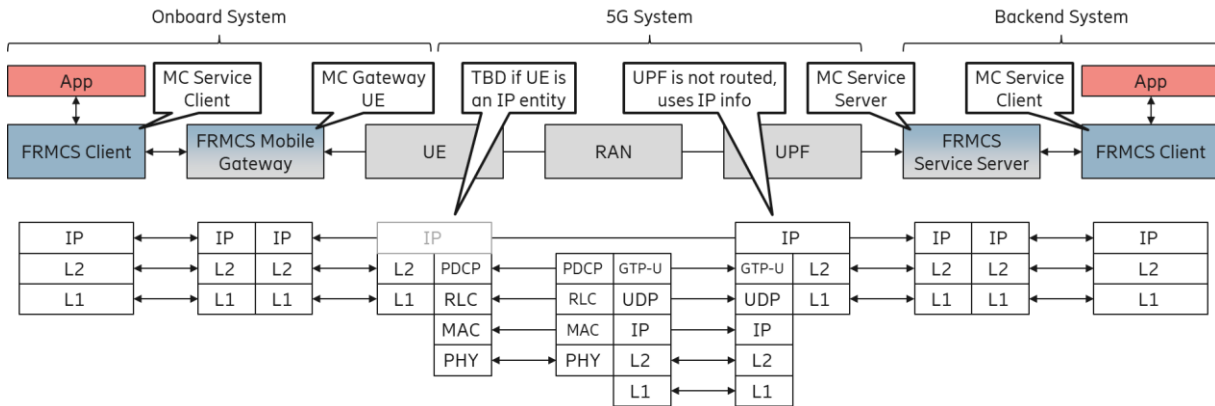 Onboard System
5G System
Backend System
App
MC Service
Client
MC Gateway
UE
TBD if UE is
an IP entity
UPF is not routed,
uses IP info
MC Service
Server
MC Service
Client
App
FRMCS Client
FRMCS Mobile
Gateway
UE
RAN
UPF
FRMCS
Service Server
FRMCS Client
IP IP IP IP IP IP IP IP
L2 L2 L2 L2 PDCP PDCP GTP-U GTP-U L2 L2 L2 L2
L1 L1 L1 L1 RLC RLC UDP UDP L1 L1 L1 L1
MAC MAC IP IP
PHY PHY L2 L2
L1 L1